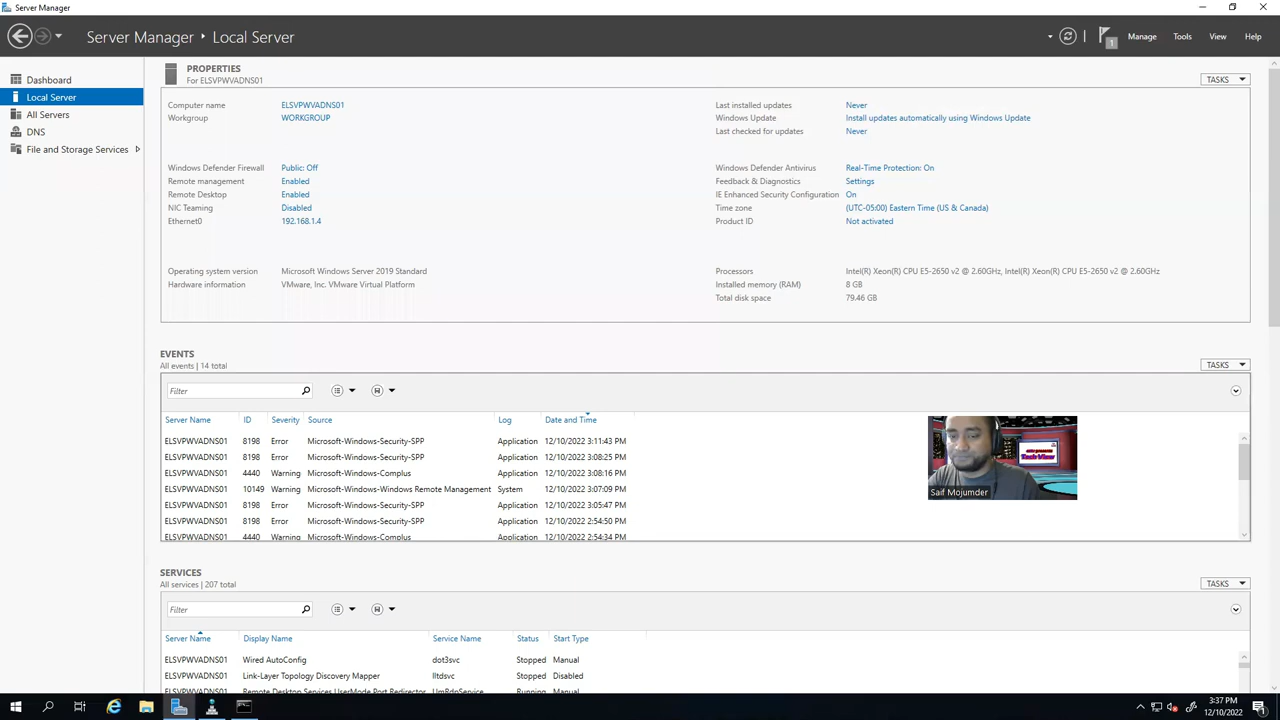 Server Manager
Server Manager • Local Server
1
Manage Tools View Help
Dashboard
Local Server
All Servers
DNS
File and Storage Services
PROPERTIES
For ELSVPWVADNS01
TASKS
Computer name ELSVPWVADNS01 Last installed updates Never
Workgroup WORKGROUP Windows Update Install updates automatically using Windows Update
Last checked for updates Never
Windows Defender Firewall Public: Off Windows Defender Antivirus Real-Time Protection: On
Remote management Enabled Feedback & Diagnostics Settings
Remote Desktop Enabled IE Enhanced Security Configuration On
NIC Teaming Disabled Time zone (UTC-05:00) Eastern Time (US & Canada)
Ethernet0 192.168.1.4 Product ID Not activated
Operating system version Microsoft Windows Server 2019 Standard Processors Intel(R) Xeon(R) CPU E5-2650 v2 @ 2.60GHz, Intel(R) Xeon(R) CPU E5-2650 v2 @ 2.60GHz
Hardware information VMware, Inc. VMware Virtual Platform Installed memory (RAM) 8 GB
Total disk space 79.46 GB
EVENTS
All events | 14 total
TASKS
Filter
Server Name ID Severity Source Log Date and Time
ELSVPWVADNS01 8198 Error Microsoft-Windows-Security-SPP Application 12/10/2022 3:11:43 PM
ELSVPWVADNS01 8198 Error Microsoft-Windows-Security-SPP Application 12/10/2022 3:08:25 PM
ELSVPWVADNS01 4440 Warning Microsoft-Windows-Complus Application 12/10/2022 3:08:16 PM
ELSVPWVADNS01 10149 Warning Microsoft-Windows-Windows Remote Management System 12/10/2022 3:07:09 PM
ELSVPWVADNS01 8198 Error Microsoft-Windows-Security-SPP Application 12/10/2022 3:05:47 PM
ELSVPWVADNS01 8198 Error Microsoft-Windows-Security-SPP Application 12/10/2022 2:54:50 PM
ELSVPWVADNS01 4440 Warning Microsoft-Windows-Complus Application 12/10/2022 2:54:34 PM
Tech View
Saif Mojumder
SERVICES
All services | 207 total
TASKS
Filter
Server Name Display Name Service Name Status Start Type
ELSVPWVADNS01 Wired AutoConfig dot3svc Stopped Manual
ELSVPWVADNS01 Link-Layer Topology Discovery Mapper lltdsvc Stopped Disabled
ELSVPWVADNS01 Remote Desktop Services UserMode Port Redirector UmRdpService Running Manual
3:37 PM
12/10/2022
1